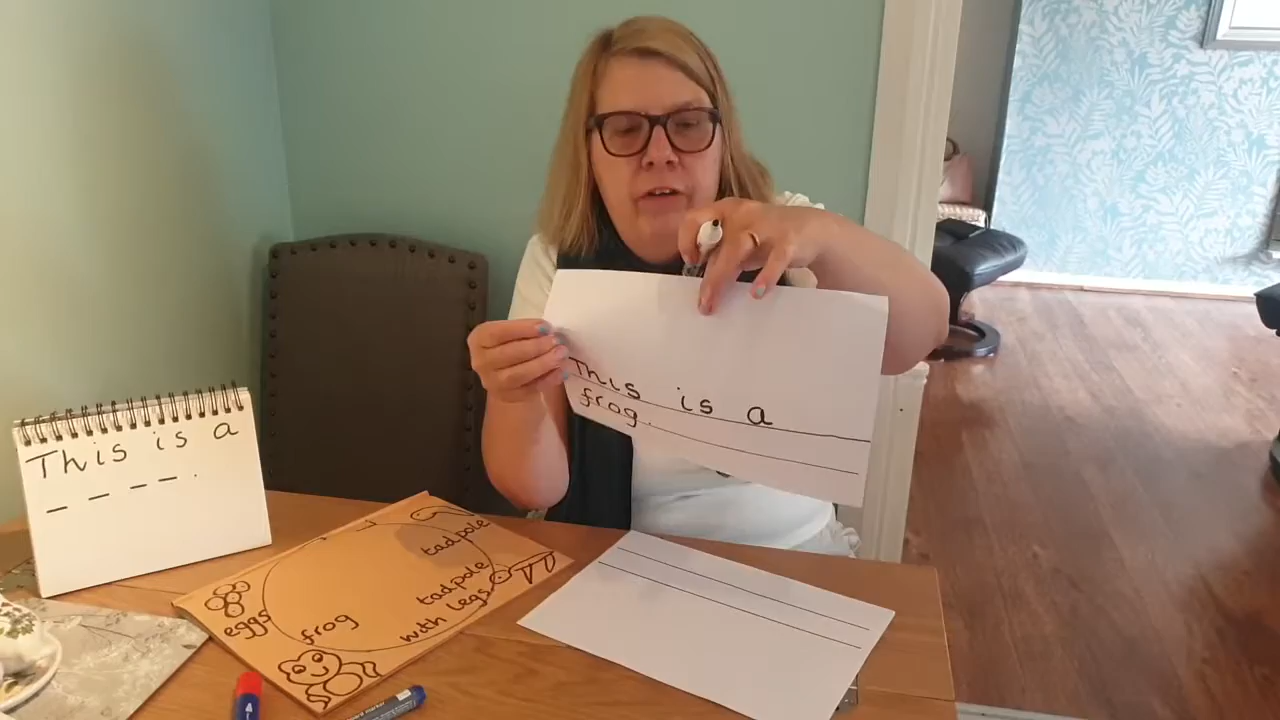 This is a
_ _ _ _ .
This is a
frog.
tadpole
tadpole
with legs
eggs
frog